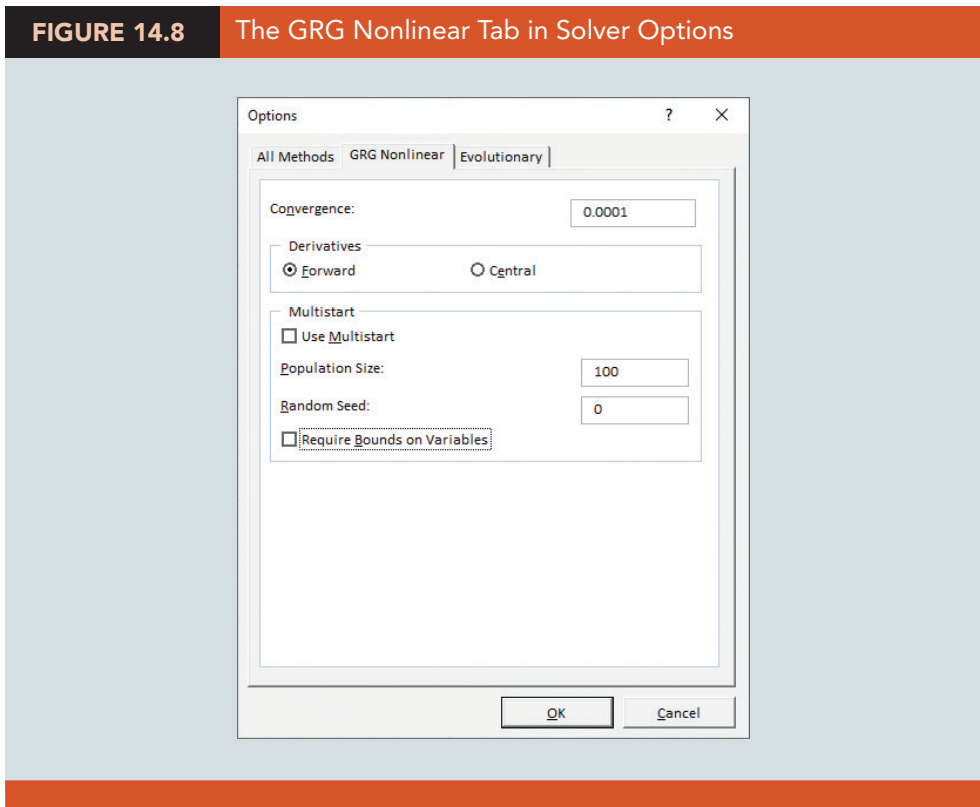 FIGURE 14.8 The GRG Nonlinear Tab in Solver Options
Options ? X
All Methods GRG Nonlinear Evolutionary
Convergence: 0.0001
Derivatives
Forward Central
Multistart
Use Multistart
Population Size: 100
Random Seed: 0
Require Bounds on Variables
OK Cancel